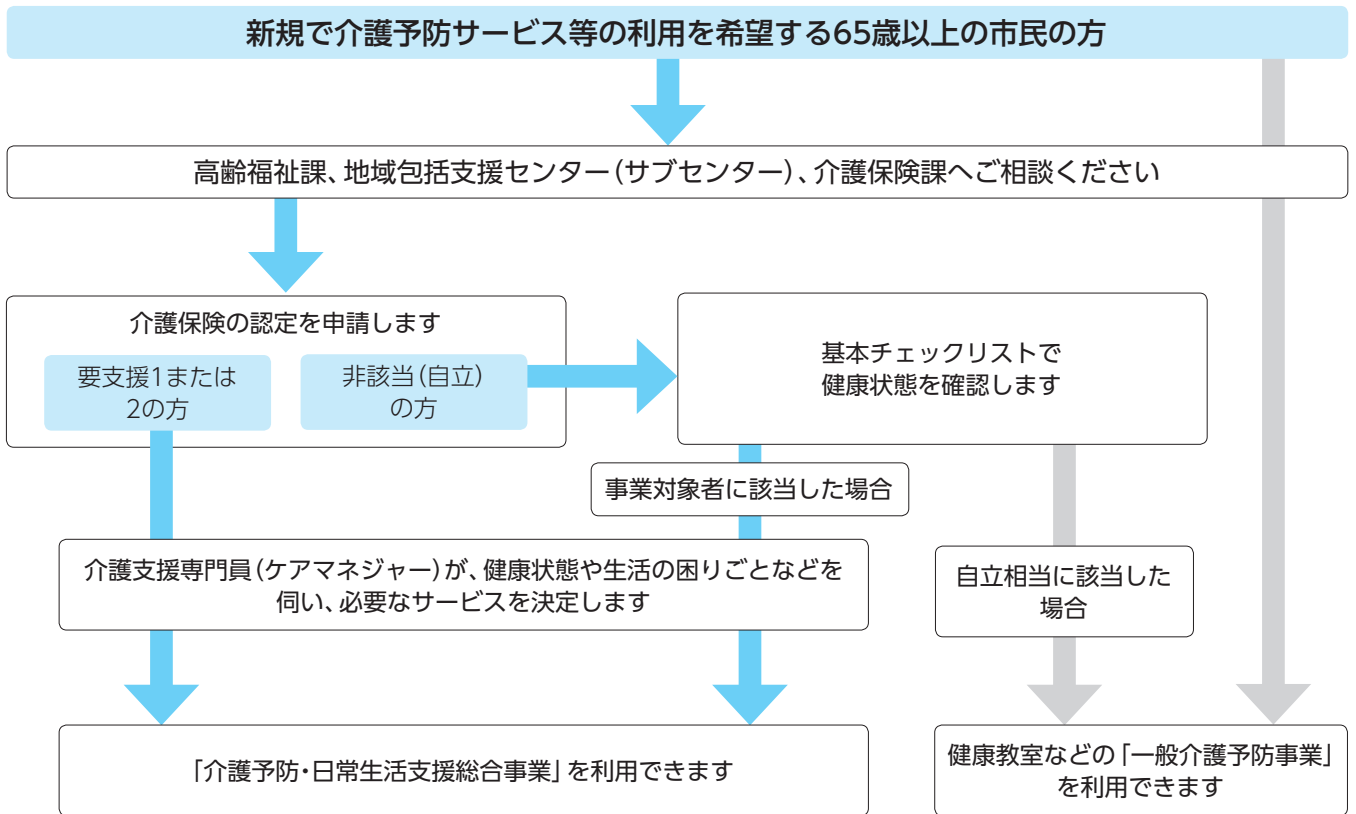 新規で介護予防サービス等の利用を希望する65歳以上の市民の方
高齢福祉課、地域包括支援センター(サブセンター)、介護保険課へご相談ください
介護保険の認定を申請します
要支援1または
2の方
非該当(自立)
の方
基本チェックリストで
健康状態を確認します
事業対象者に該当した場合
介護支援専門員(ケアマネジャー)が、健康状態や生活の困りごとなどを
伺い、必要なサービスを決定します
自立相当に該当した
場合
「介護予防・日常生活支援総合事業」を利用できます
健康教室などの「一般介護予防事業」
を利用できます